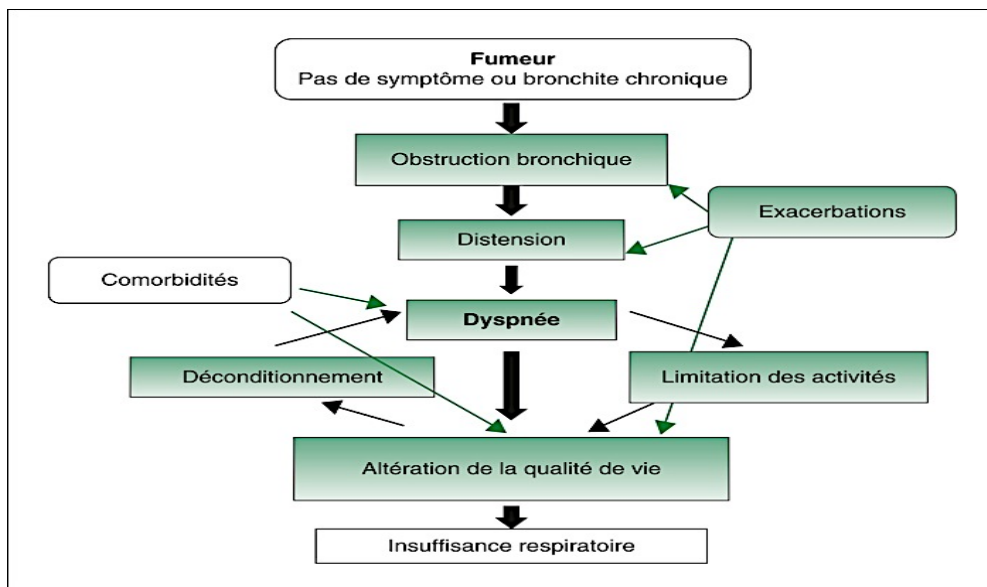 Fumeur
Pas de symptôme ou bronchite chronique
Obstruction bronchique
Exacerbations
Distension
Comorbidités
Dyspnée
Déconditionnement
Limitation des activités
Altération de la qualité de vie
Insuffisance respiratoire